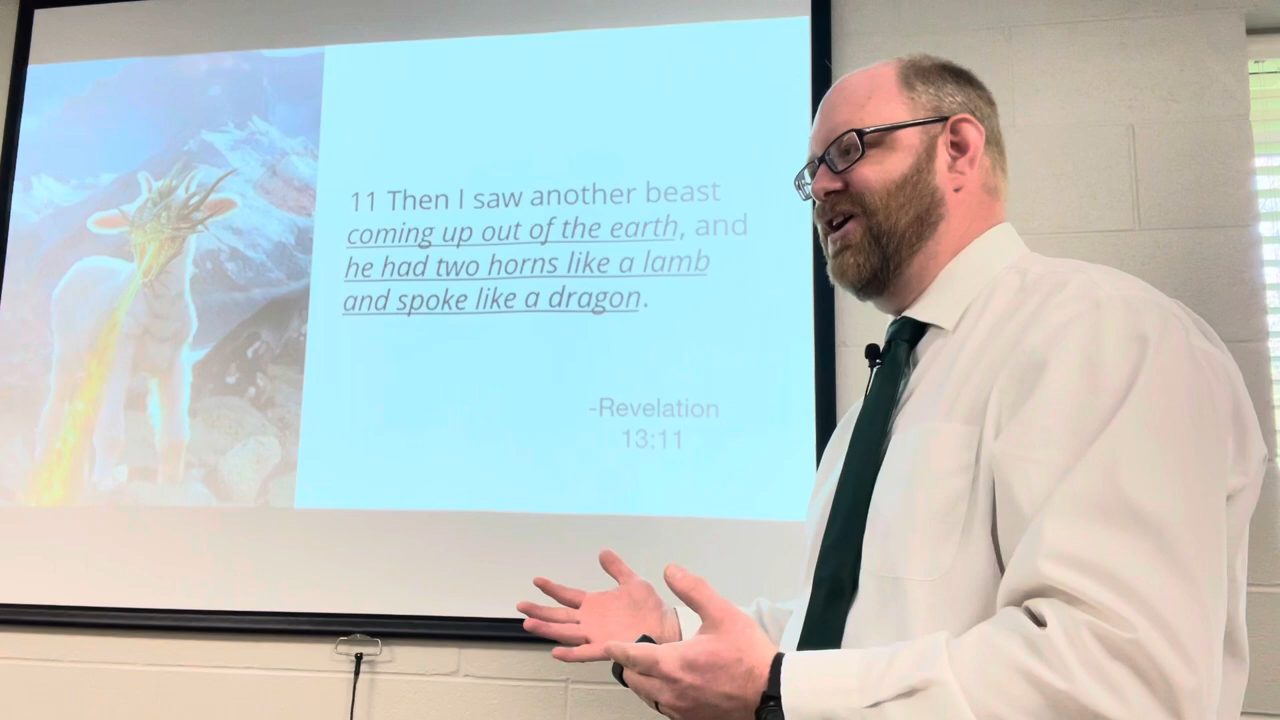 11 Then I saw another beast
coming up out of the earth, and
he had two horns like a lamb
and spoke like a dragon.
-Revelation
13:11